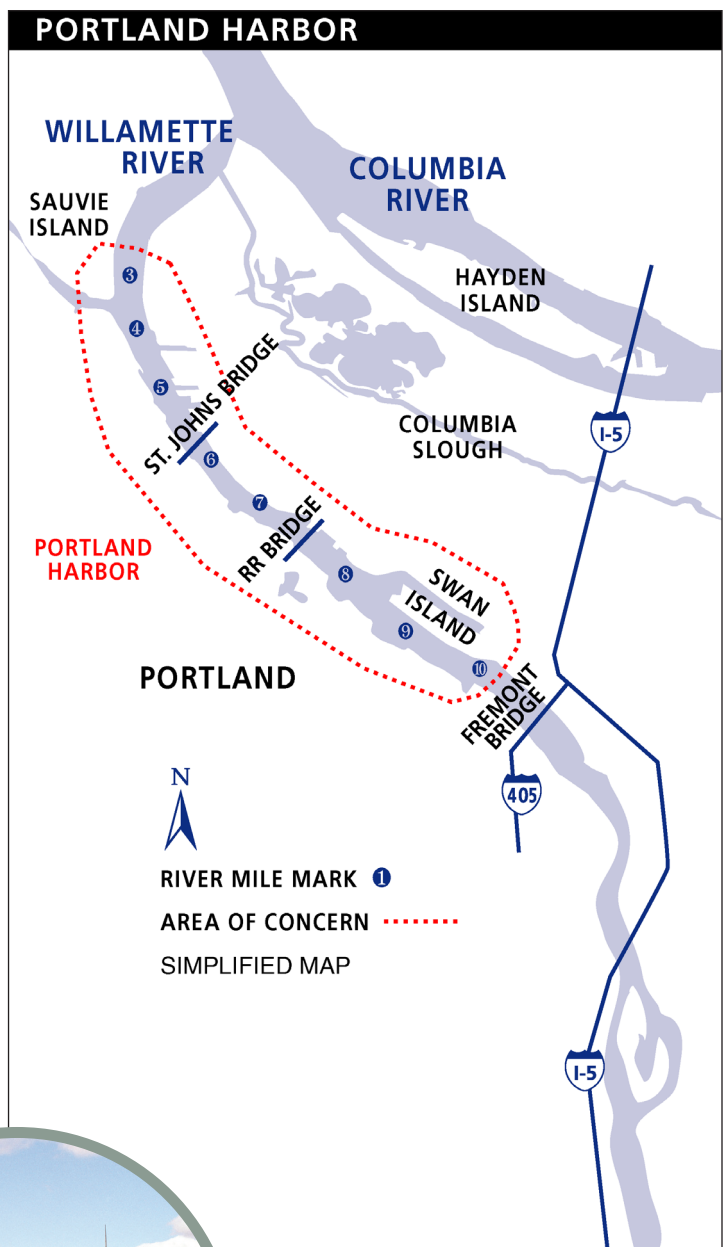 PORTLAND HARBOR
WILLAMETTE
RIVER
COLUMBIA
RIVER
SAUVIE
ISLAND
HAYDEN
ISLAND
3
4
5
ST. JOHNS BRIDGE
6
COLUMBIA
SLOUGH
I-5
7
RR BRIDGE
PORTLAND
HARBOR
8
SWAN
ISLAND
9
10
PORTLAND
FREMONT
BRIDGE
N
405
RIVER MILE MARK 1
AREA OF CONCERN
SIMPLIFIED MAP
I-5